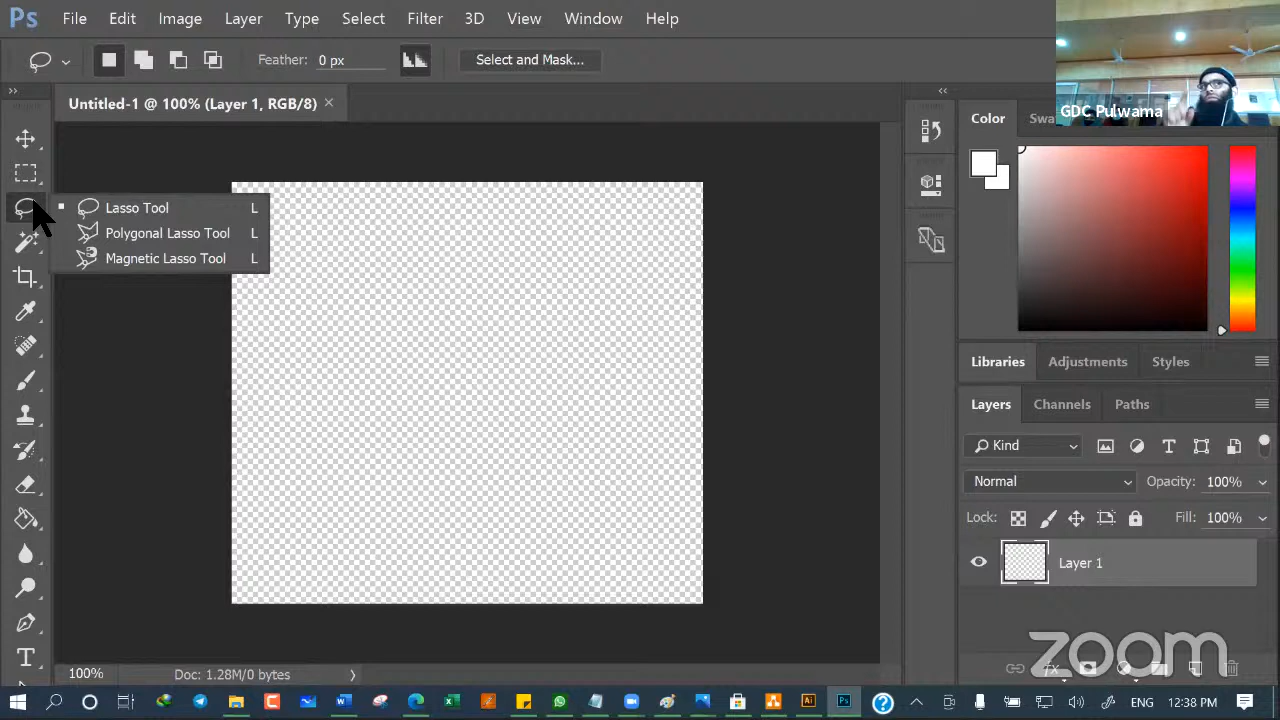 Ps File Edit Image Layer Type Select Filter 3D View Window Help
Feather: 0 px Select and Mask...
GDC Pulwama
Untitled-1 @ 100% (Layer 1, RGB/8) ×
Color Swa
Lasso Tool L
Polygonal Lasso Tool L
Magnetic Lasso Tool L
Libraries Adjustments Styles
Layers Channels Paths
Kind
Normal Opacity: 100%
Lock: Fill: 100%
Layer 1
zoom
fx
T
100% Doc: 1.28M/0 bytes
ENG 12:38 PM